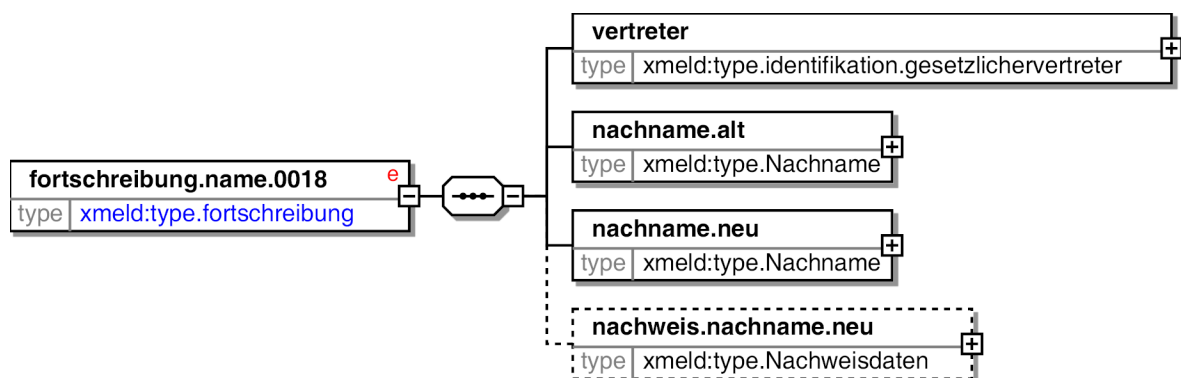 vertreter
type xmeld:type.identifikation.gesetzlichervertreter
nachname.alt
type xmeld:type.Nachname
fortschreibung.name.0018 e
type xmeld:type.fortschreibung
nachname.neu
type xmeld:type.Nachname
nachweis.nachname.neu
type xmeld:type.Nachweisdaten